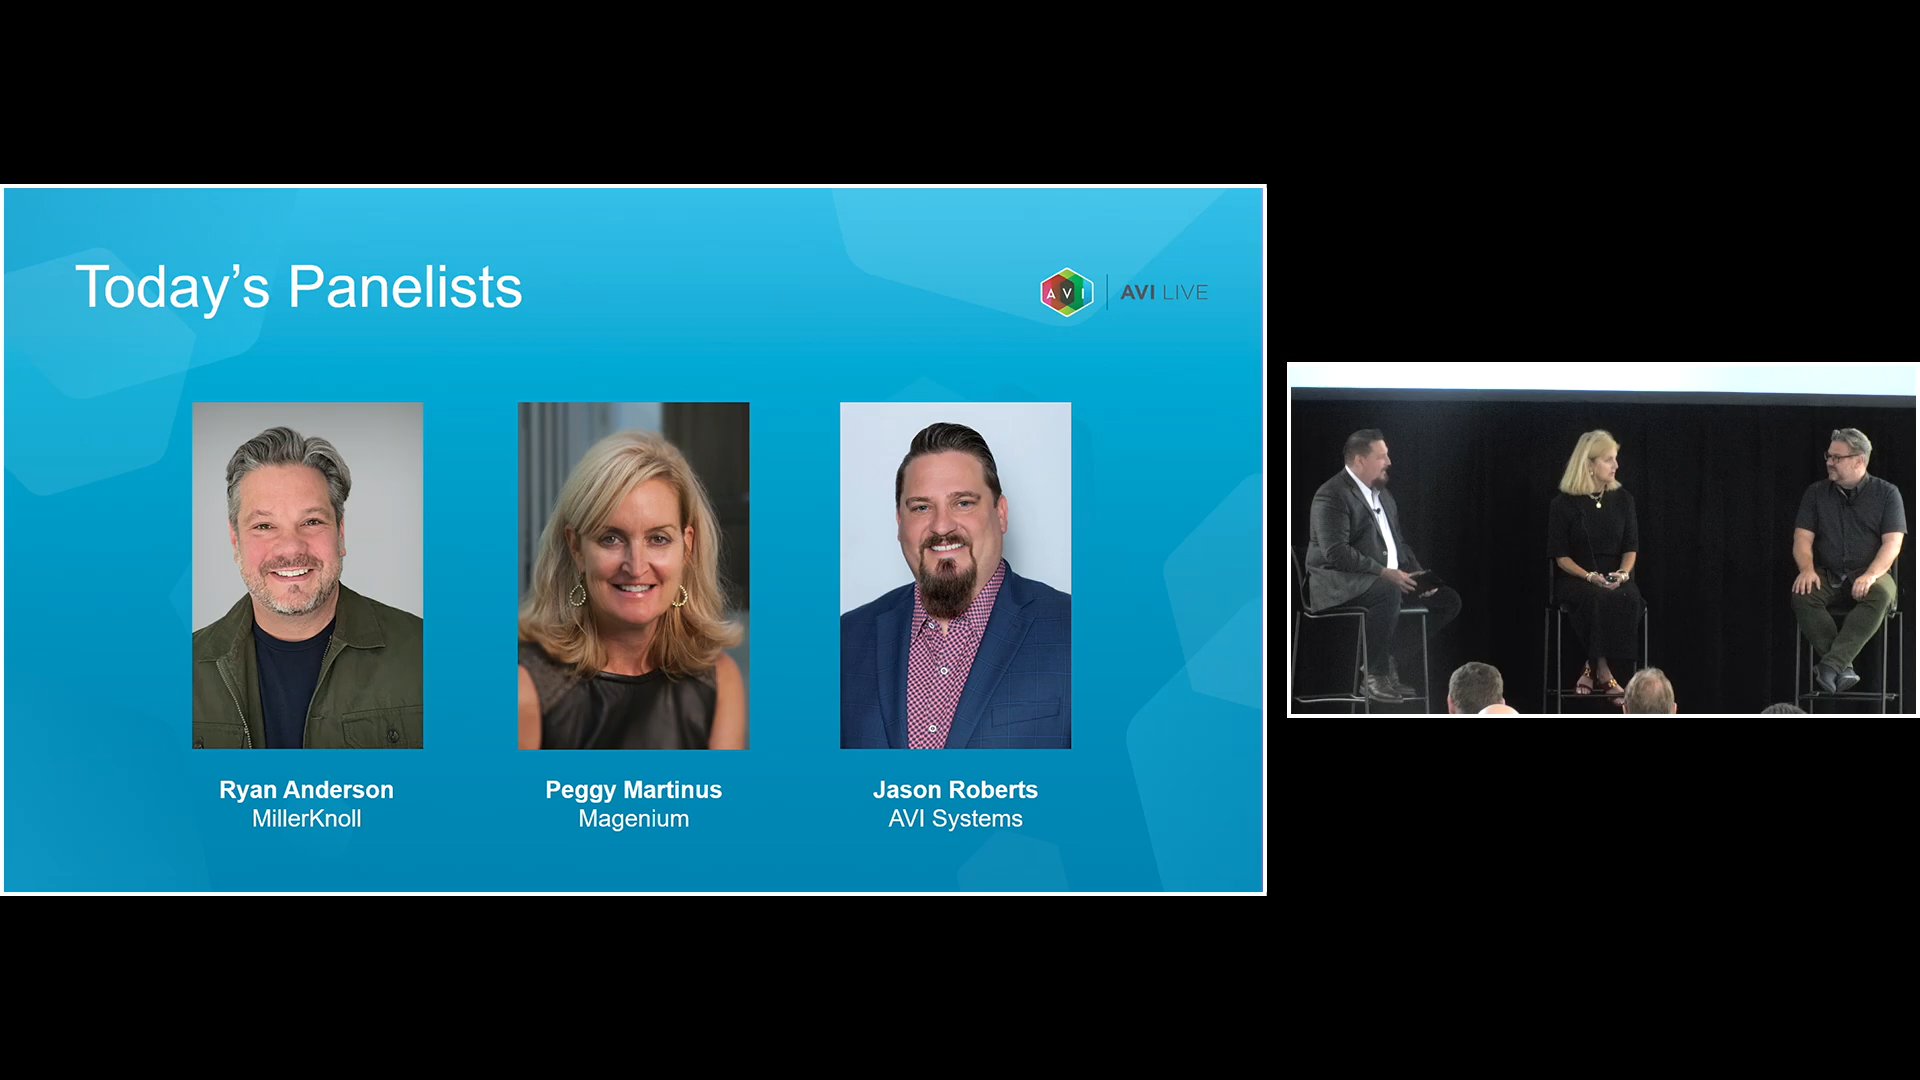 Today’s Panelists
AVI | AVI LIVE
Ryan Anderson
MillerKnoll
Peggy Martinus
Magenium
Jason Roberts
AVI Systems